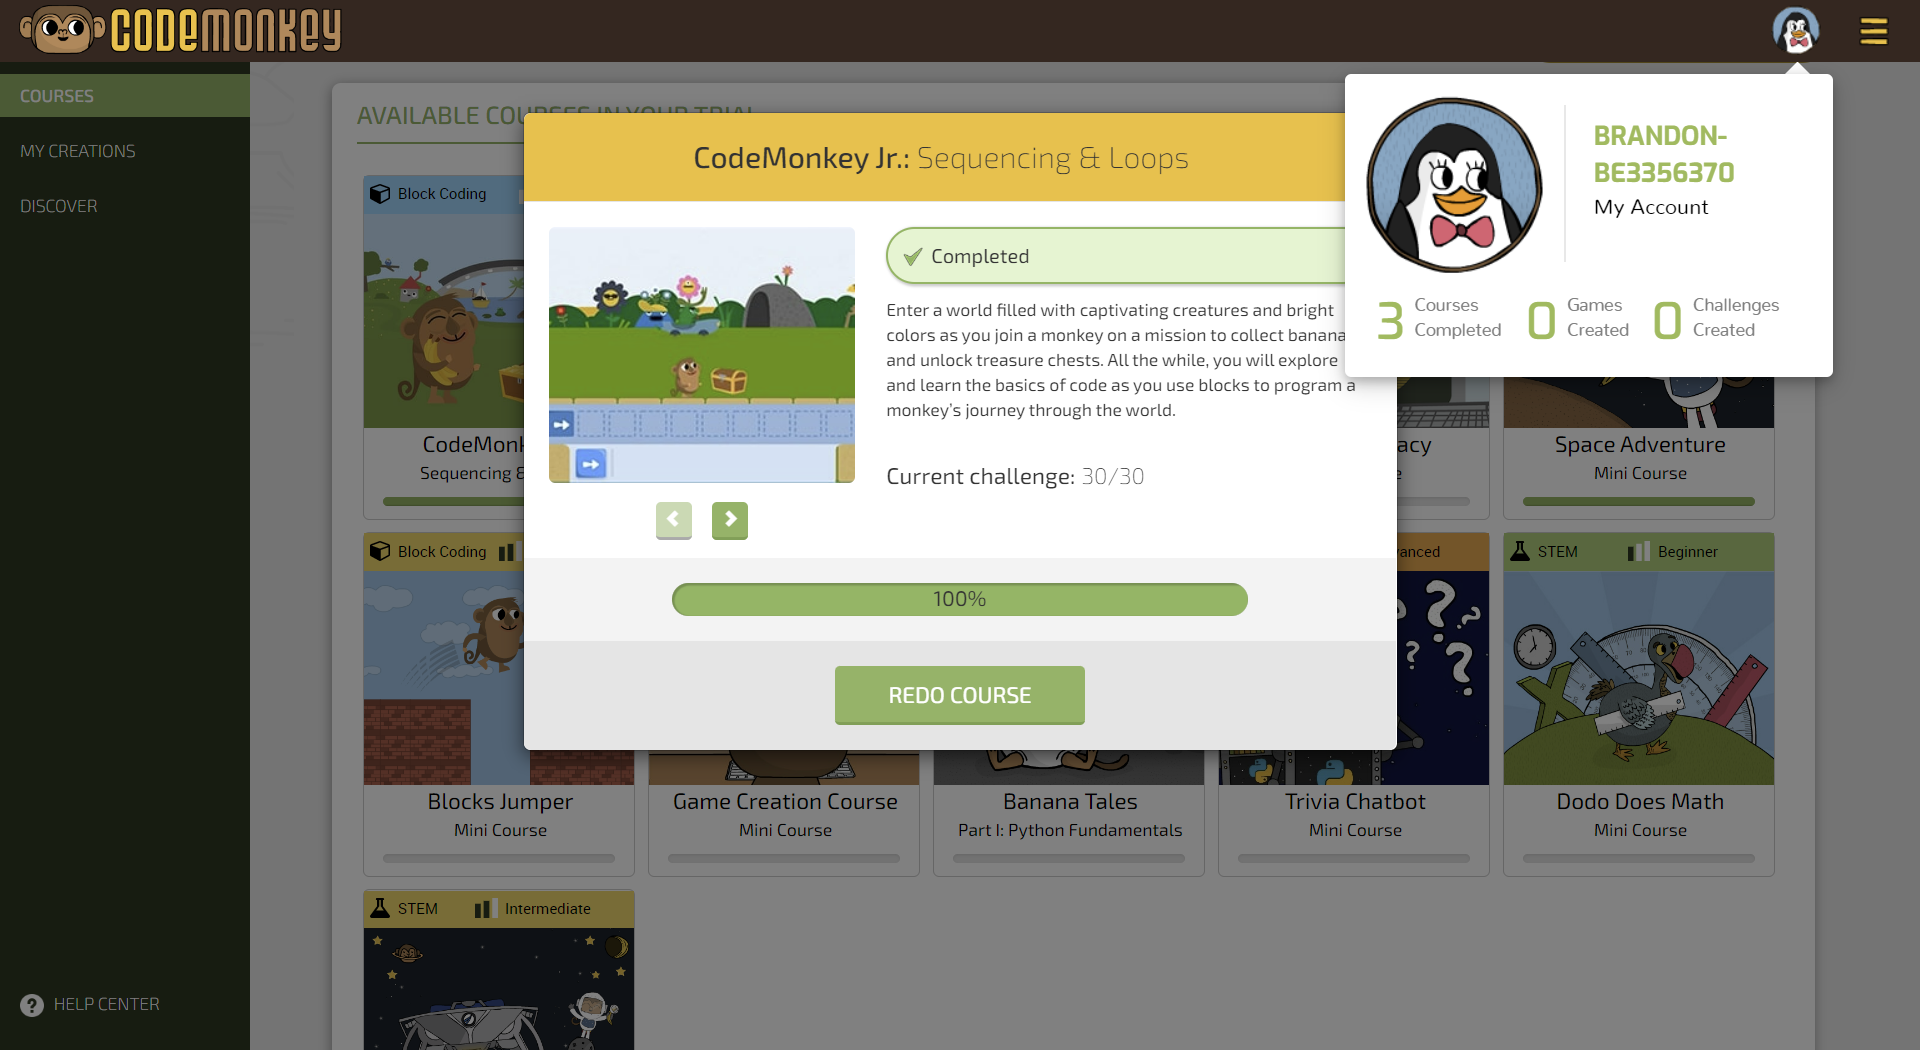 CODEMONKEY
COURSES
MY CREATIONS
DISCOVER
HELP CENTER
AVAILABLE COURSES IN YOUR TRIAL
CodeMonkey Jr.: Sequencing & Loops
Completed
Enter a world filled with captivating creatures and bright
colors as you join a monkey on a mission to collect banana
and unlock treasure chests. All the while, you will explore
and learn the basics of code as you use blocks to program a
monkey's journey through the world.
Current challenge: 30/30
100%
REDO COURSE
BRANDON-
BE3356370
My Account
3 Courses Completed
0 Games Created
0 Challenges Created
Block Coding
CodeMonk
Sequencing &
acy
Space Adventure
Mini Course
Block Coding
Blocks Jumper
Mini Course
Game Creation Course
Mini Course
Banana Tales
Part I: Python Fundamentals
anced
Trivia Chatbot
Mini Course
STEM Beginner
Dodo Does Math
Mini Course
STEM Intermediate